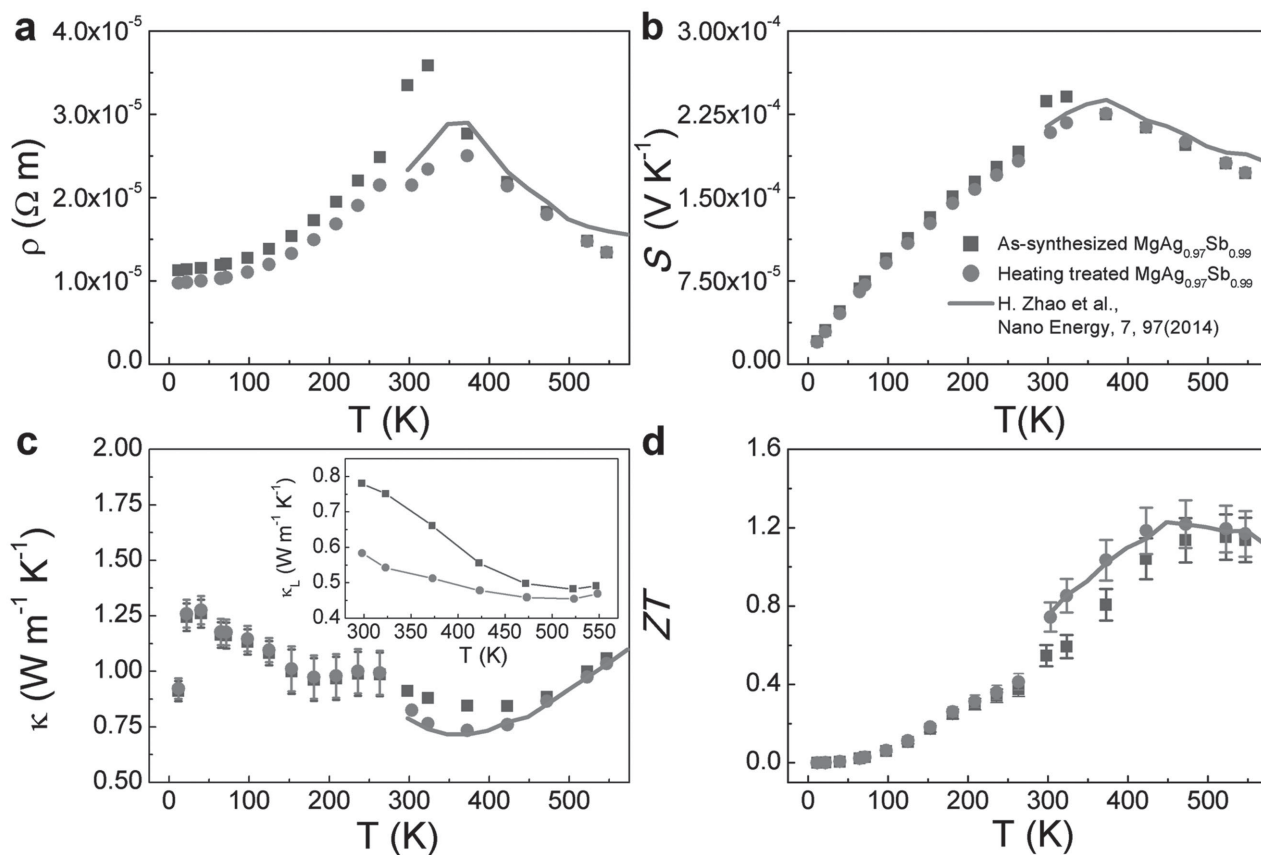 a
4.0x10⁻⁵
3.0x10⁻⁵
2.0x10⁻⁵
1.0x10⁻⁵
0.0
ρ (Ω m)
0 100 200 300 400 500
T (K)
b
3.00x10⁻⁴
2.25x10⁻⁴
1.50x10⁻⁴
7.50x10⁻⁵
0.00
S (V K⁻¹)
As-synthesized MgAg₀.₉₇Sb₀.₉₉
Heating treated MgAg₀.₉₇Sb₀.₉₉
H. Zhao et al.,
Nano Energy, 7, 97(2014)
0 100 200 300 400 500
T(K)
c
2.00
1.75
1.50
1.25
1.00
0.75
0.50
κ (W m⁻¹ K⁻¹)
0.8
0.7
0.6
0.5
0.4
κL (W m⁻¹ K⁻¹)
300 350 400 450 500 550
T (K)
0 100 200 300 400 500
T (K)
d
1.6
1.2
0.8
0.4
0.0
ZT
0 100 200 300 400 500
T (K)